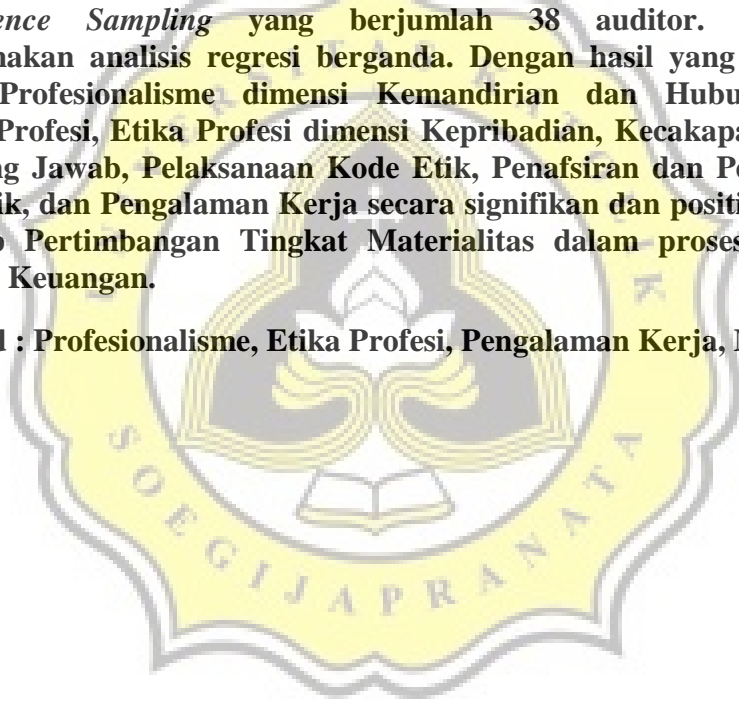 ence Sampling yang berjumlah 38 auditor.
nakan analisis regresi berganda. Dengan hasil yang
Profesionalisme dimensi Kemandirian dan Hubu
Profesi, Etika Profesi dimensi Kepribadian, Kecakapa
ng Jawab, Pelaksanaan Kode Etik, Penafsiran dan Pe
ik, dan Pengalaman Kerja secara signifikan dan positi
p Pertimbangan Tingkat Materialitas dalam proses
Keuangan.
d : Profesionalisme, Etika Profesi, Pengalaman Kerja, M
SOEGIJAPRANATA